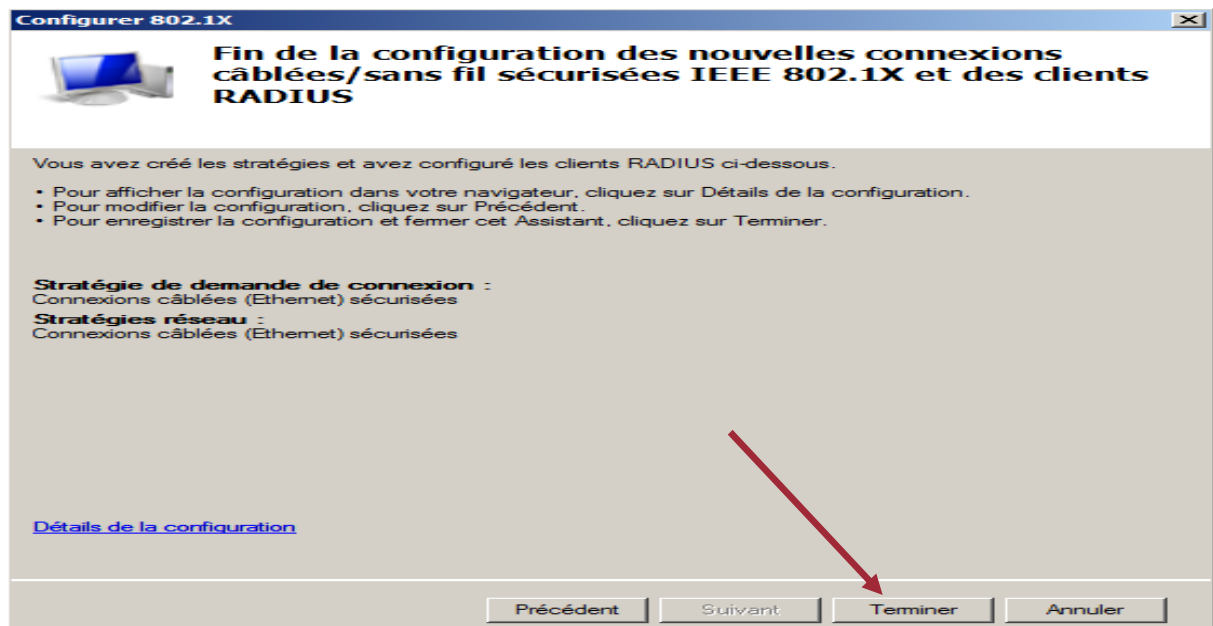 Configurer 802.1X
Fin de la configuration des nouvelles connexions
câblées/sans fil sécurisées IEEE 802.1X et des clients
RADIUS
Vous avez créé les stratégies et avez configuré les clients RADIUS ci-dessous.
• Pour afficher la configuration dans votre navigateur, cliquez sur Détails de la configuration.
• Pour modifier la configuration, cliquez sur Précédent.
• Pour enregistrer la configuration et fermer cet Assistant, cliquez sur Terminer.
Stratégie de demande de connexion :
Connexions câblées (Ethernet) sécurisées
Stratégies réseau :
Connexions câblées (Ethernet) sécurisées
Détails de la configuration
Précédent Suivant Terminer Annuler